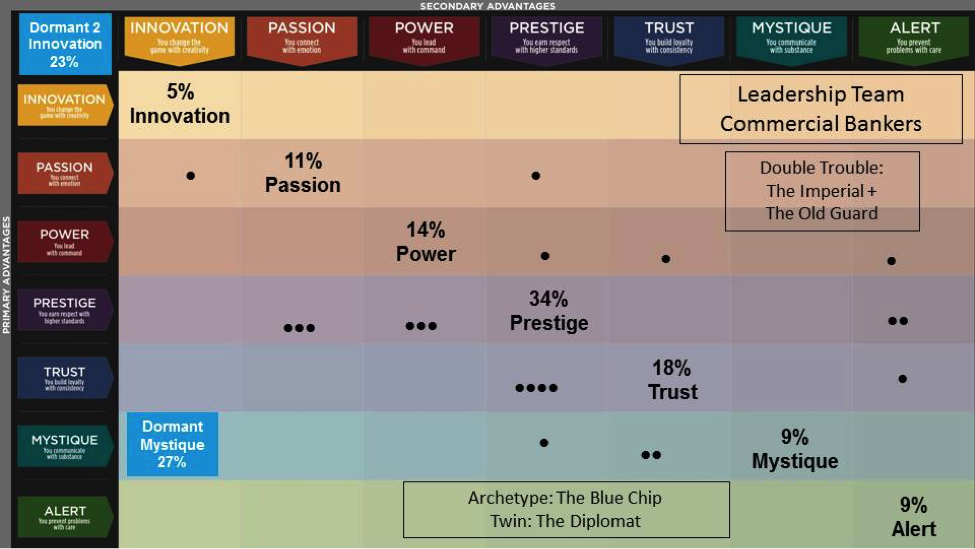 SECONDARY ADVANTAGES
Dormant 2
Innovation
23%
INNOVATION
You change the
game with creativity
PASSION
You connect
with emotion
POWER
You lead
with command
PRESTIGE
You earn respect
with higher standards
TRUST
You build loyalty
with consistency
MYSTIQUE
You communicate
with substance
ALERT
You prevent
problems with care
PRIMARY ADVANTAGES
INNOVATION
You change the
game with creativity
5%
Innovation
Leadership Team
Commercial Bankers
PASSION
You connect
with emotion
11%
Passion
Double Trouble:
The Imperial +
The Old Guard
POWER
You lead
with command
14%
Power
PRESTIGE
You earn respect with
higher standards
34%
Prestige
TRUST
You build loyalty
with consistency
18%
Trust
MYSTIQUE
You communicate
with substance
Dormant
Mystique
27%
9%
Mystique
ALERT
You prevent problems
with care
Archetype: The Blue Chip
Twin: The Diplomat
9%
Alert